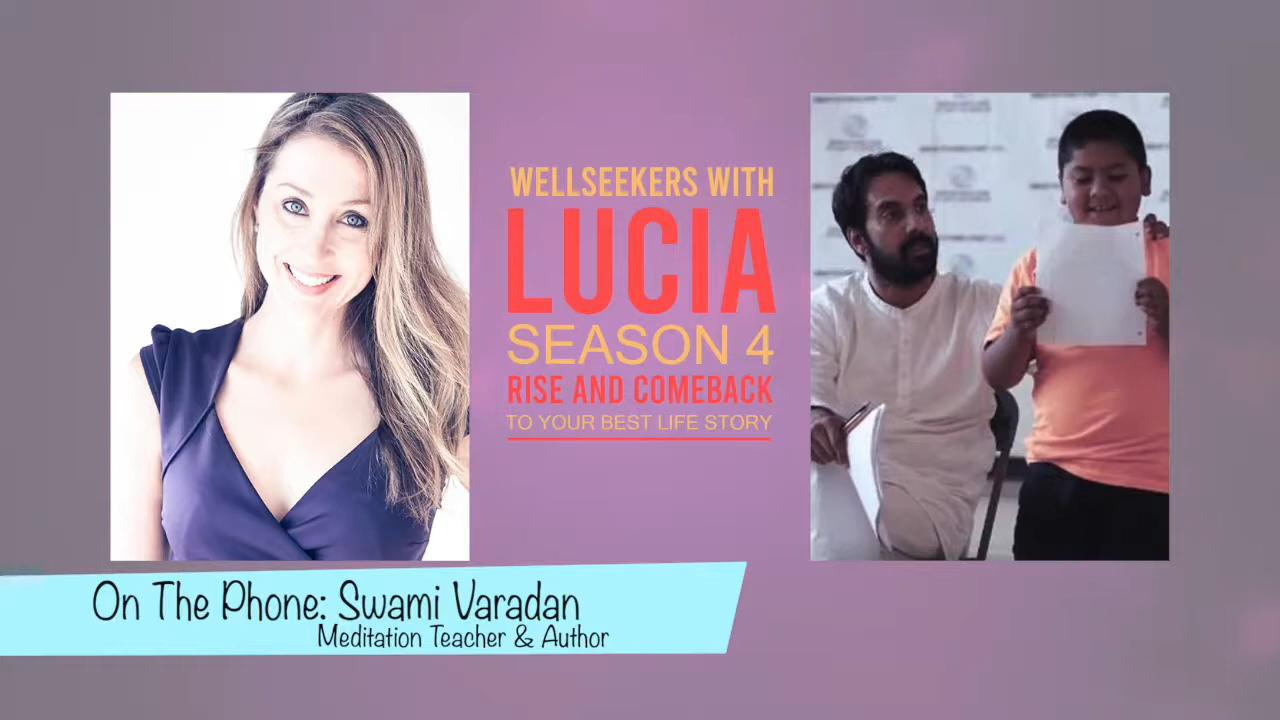 WELLSEEKERS WITH
LUCIA
SEASON 4
RISE AND COMEBACK
TO YOUR BEST LIFE STORY
On The Phone: Swami Varadan
Meditation Teacher & Author